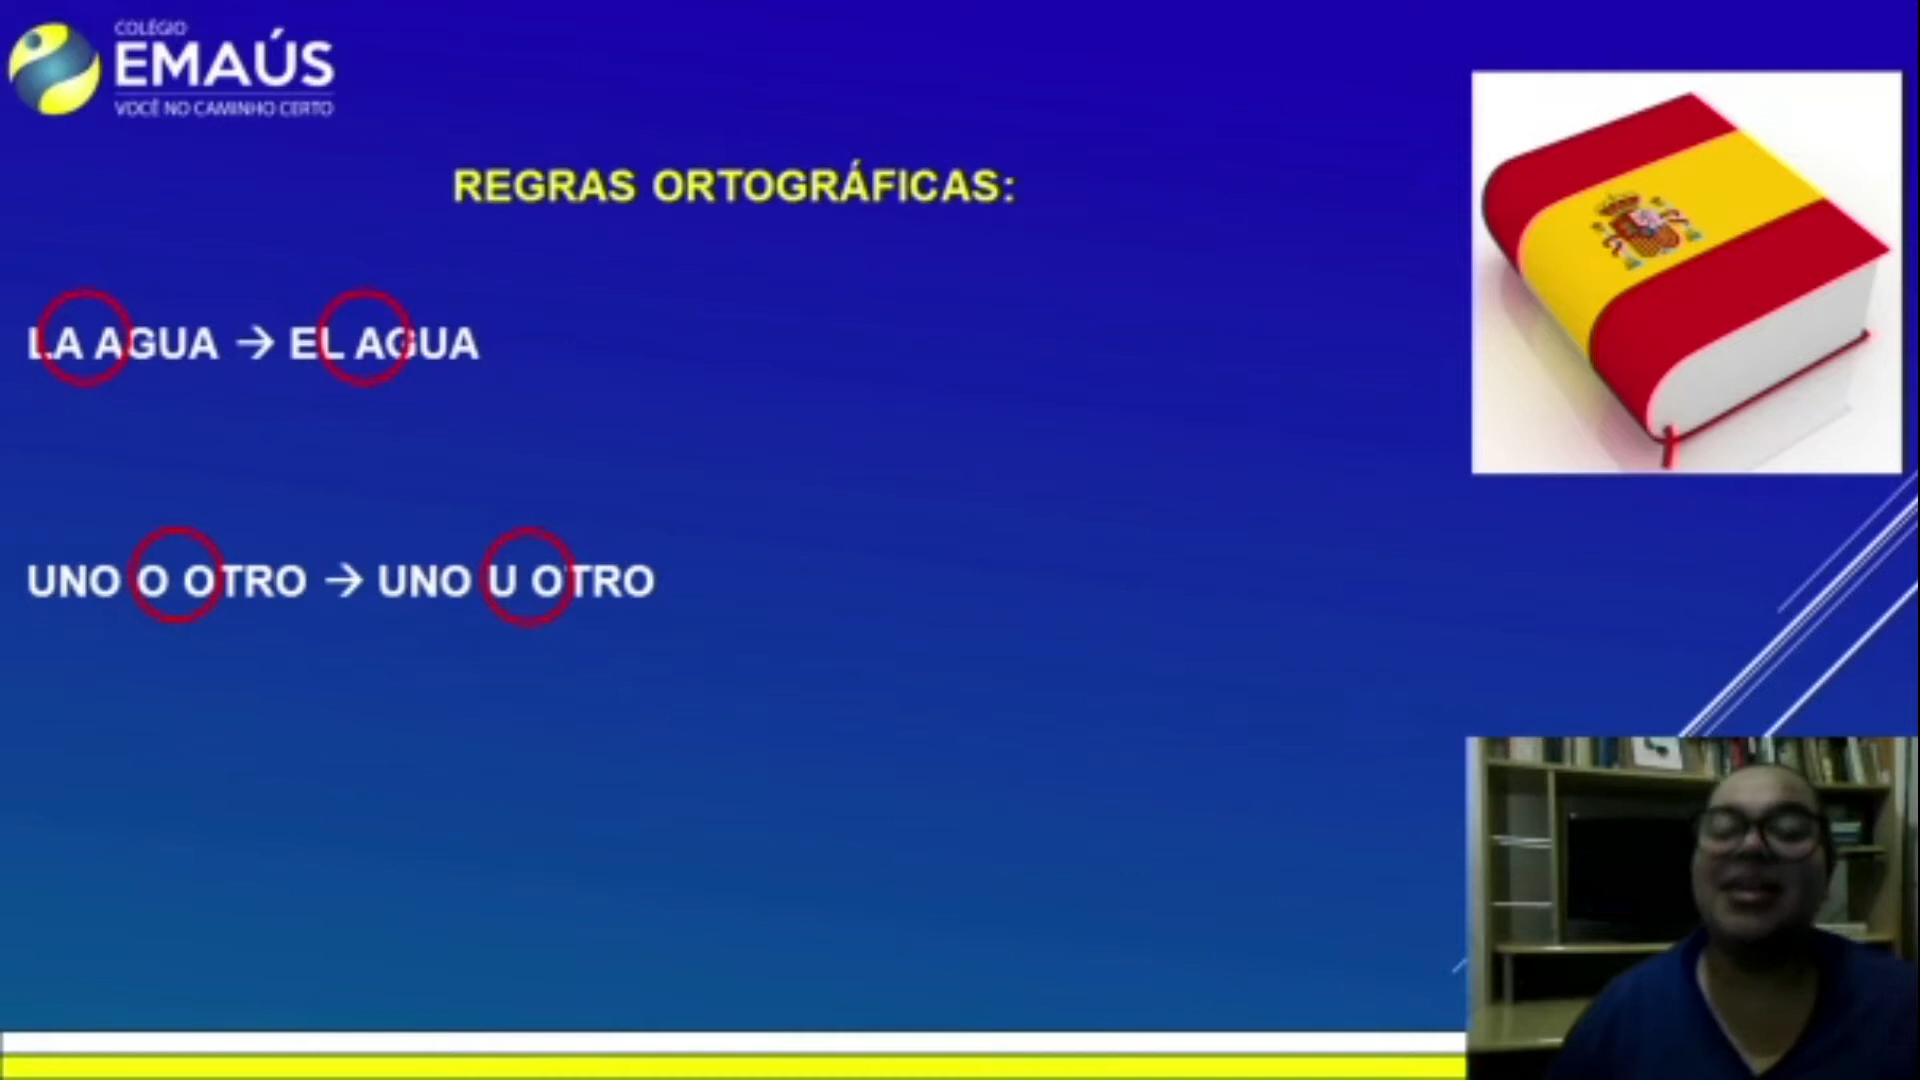 COLÉGIO
EMAÚS
VOCÊ NO CAMINHO CERTO
REGRAS ORTOGRÁFICAS:
LA AGUA → EL AGUA
UNO O OTRO → UNO U OTRO